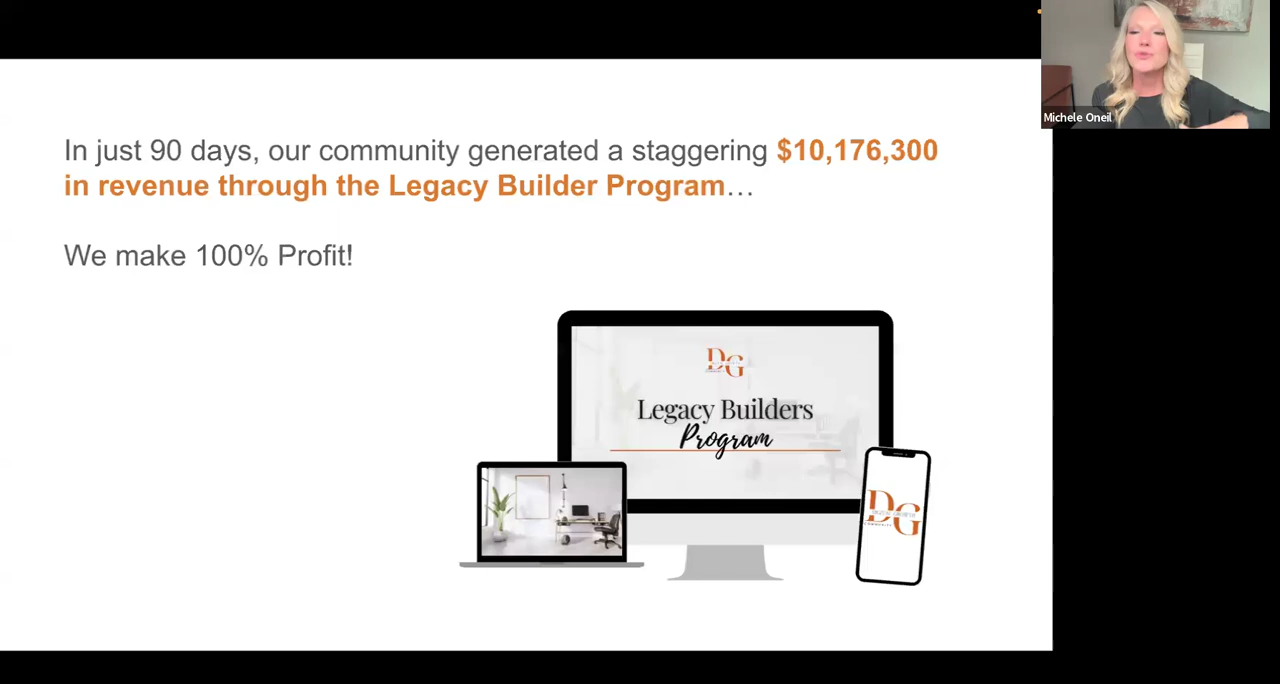 In just 90 days, our community generated a staggering $10,176,300
in revenue through the Legacy Builder Program…
We make 100% Profit!
Michele Oneil
DG
Legacy Builders
Program
DG
COMMUNITY